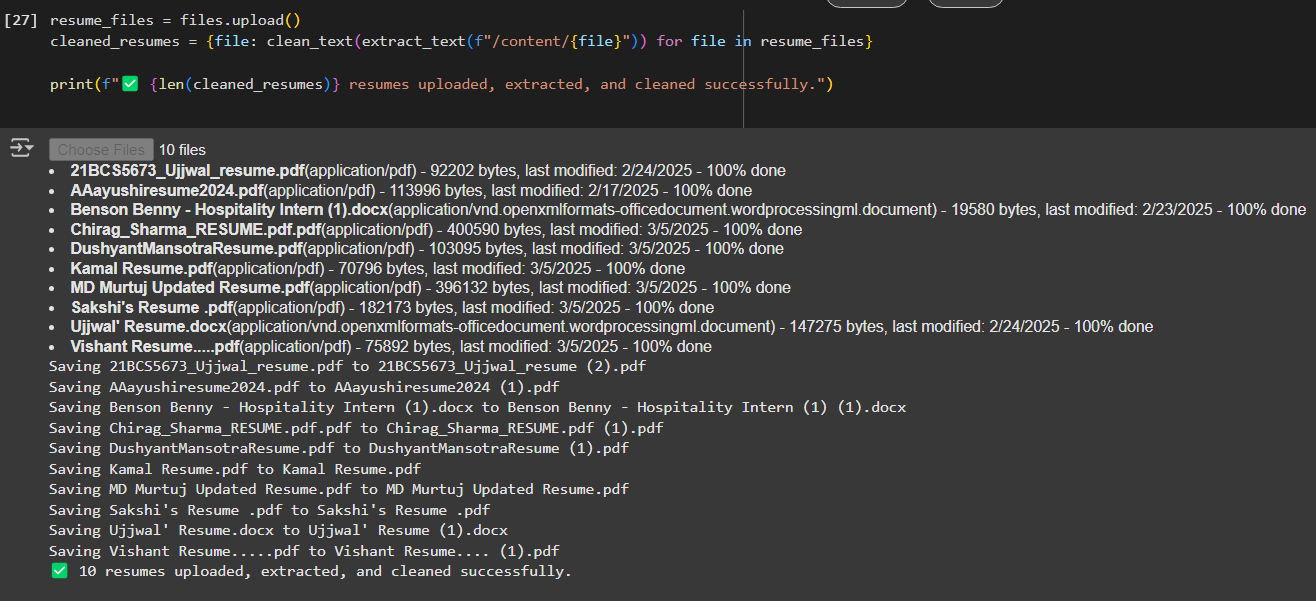 [27] resume_files = files.upload()
cleaned_resumes = {file: clean_text(extract_text(f"/content/{file}")) for file in resume_files}
print(f"✅ {len(cleaned_resumes)} resumes uploaded, extracted, and cleaned successfully.")
Choose Files 10 files
• 21BCS5673_Ujjwal_resume.pdf(application/pdf) - 92202 bytes, last modified: 2/24/2025 - 100% done
• AAayushiresume2024.pdf(application/pdf) - 113996 bytes, last modified: 2/17/2025 - 100% done
• Benson Benny - Hospitality Intern (1).docx(application/vnd.openxmlformats-officedocument.wordprocessingml.document) - 19580 bytes, last modified: 2/23/2025 - 100% done
• Chirag_Sharma_RESUME.pdf.pdf(application/pdf) - 400590 bytes, last modified: 3/5/2025 - 100% done
• DushyantMansotraResume.pdf(application/pdf) - 103095 bytes, last modified: 3/5/2025 - 100% done
• Kamal Resume.pdf(application/pdf) - 70796 bytes, last modified: 3/5/2025 - 100% done
• MD Murtuj Updated Resume.pdf(application/pdf) - 396132 bytes, last modified: 3/5/2025 - 100% done
• Sakshi's Resume .pdf(application/pdf) - 182173 bytes, last modified: 3/5/2025 - 100% done
• Ujjwal' Resume.docx(application/vnd.openxmlformats-officedocument.wordprocessingml.document) - 147275 bytes, last modified: 2/24/2025 - 100% done
• Vishant Resume.....pdf(application/pdf) - 75892 bytes, last modified: 3/5/2025 - 100% done
Saving 21BCS5673_Ujjwal_resume.pdf to 21BCS5673_Ujjwal_resume (2).pdf
Saving AAayushiresume2024.pdf to AAayushiresume2024 (1).pdf
Saving Benson Benny - Hospitality Intern (1).docx to Benson Benny - Hospitality Intern (1) (1).docx
Saving Chirag_Sharma_RESUME.pdf.pdf to Chirag_Sharma_RESUME.pdf (1).pdf
Saving DushyantMansotraResume.pdf to DushyantMansotraResume (1).pdf
Saving Kamal Resume.pdf to Kamal Resume.pdf
Saving MD Murtuj Updated Resume.pdf to MD Murtuj Updated Resume.pdf
Saving Sakshi's Resume .pdf to Sakshi's Resume .pdf
Saving Ujjwal' Resume.docx to Ujjwal' Resume (1).docx
Saving Vishant Resume.....pdf to Vishant Resume.... (1).pdf
✅ 10 resumes uploaded, extracted, and cleaned successfully.